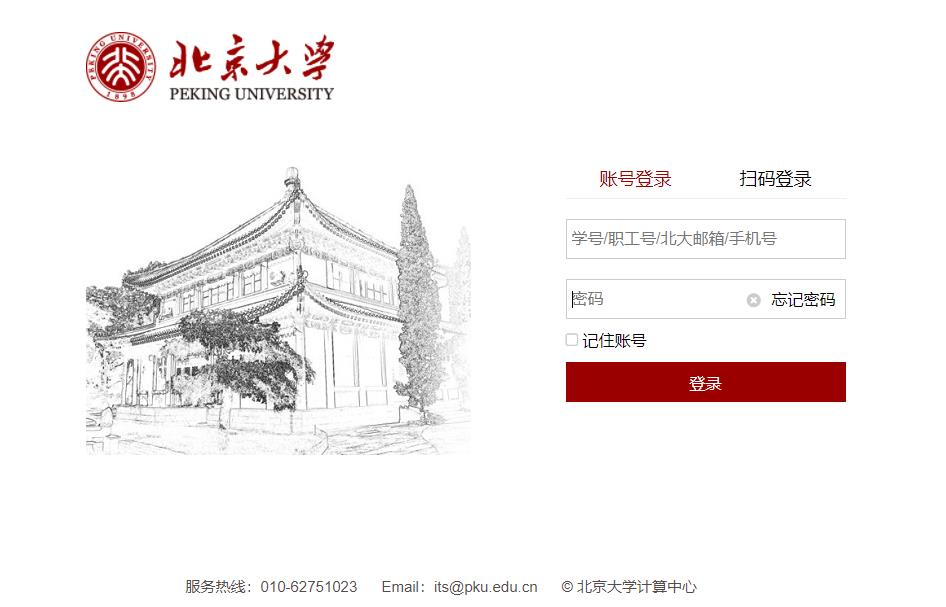 PEKING UNIVERSITY
1898
北京大学
PEKING UNIVERSITY
账号登录 扫码登录
学号/职工号/北大邮箱/手机号
密码 忘记密码
记住账号
登录
服务热线：010-62751023 Email：its@pku.edu.cn © 北京大学计算中心